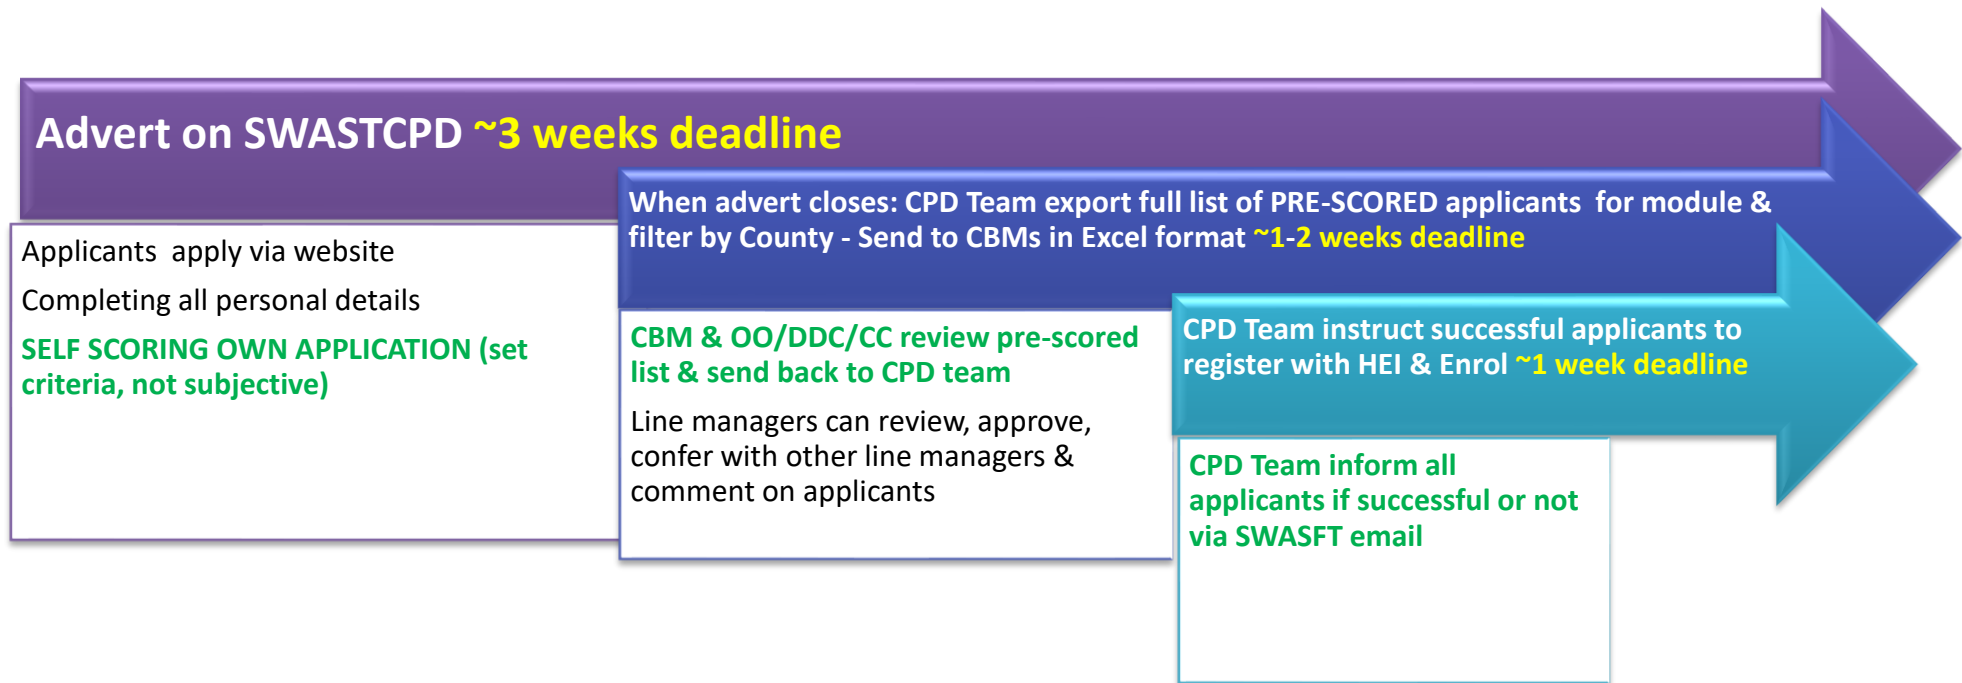 Advert on SWASTCPD ~3 weeks deadline
Applicants  apply via website
Completing all personal details
SELF SCORING OWN APPLICATION (set
criteria, not subjective)
When advert closes: CPD Team export full list of PRE-SCORED applicants  for module &
filter by County - Send to CBMs in Excel format ~1-2 weeks deadline
CBM & OO/DDC/CC review pre-scored
list & send back to CPD team
Line managers can review, approve,
confer with other line managers &
comment on applicants
CPD Team instruct successful applicants to
register with HEI & Enrol ~1 week deadline
CPD Team inform all
applicants if successful or not
via SWASFT email